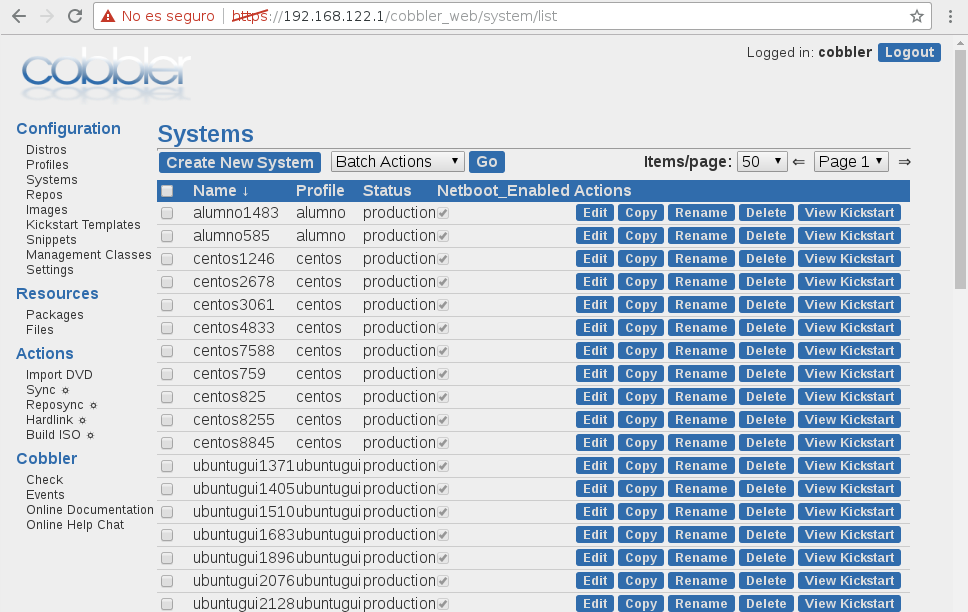 No es seguro | https://192.168.122.1/cobbler_web/system/list
Logged in: cobbler Logout
cobbler
Configuration
Distros
Profiles
Systems
Repos
Images
Kickstart Templates
Snippets
Management Classes
Settings
Resources
Packages
Files
Actions
Import DVD
Sync
Reposync
Hardlink
Build ISO
Cobbler
Check
Events
Online Documentation
Online Help Chat
Systems
Create New System Batch Actions Go Items/page: 50 ⇐ Page 1 ⇒
Name ↓ Profile Status Netboot_Enabled Actions
alumno1483 alumno production Edit Copy Rename Delete View Kickstart
alumno585 alumno production Edit Copy Rename Delete View Kickstart
centos1246 centos production Edit Copy Rename Delete View Kickstart
centos2678 centos production Edit Copy Rename Delete View Kickstart
centos3061 centos production Edit Copy Rename Delete View Kickstart
centos4833 centos production Edit Copy Rename Delete View Kickstart
centos7588 centos production Edit Copy Rename Delete View Kickstart
centos759 centos production Edit Copy Rename Delete View Kickstart
centos825 centos production Edit Copy Rename Delete View Kickstart
centos8255 centos production Edit Copy Rename Delete View Kickstart
centos8845 centos production Edit Copy Rename Delete View Kickstart
ubuntugui1371 ubuntugui production Edit Copy Rename Delete View Kickstart
ubuntugui1405 ubuntugui production Edit Copy Rename Delete View Kickstart
ubuntugui1510 ubuntugui production Edit Copy Rename Delete View Kickstart
ubuntugui1683 ubuntugui production Edit Copy Rename Delete View Kickstart
ubuntugui1896 ubuntugui production Edit Copy Rename Delete View Kickstart
ubuntugui2076 ubuntugui production Edit Copy Rename Delete View Kickstart
ubuntugui2128 ubuntugui production Edit Copy Rename Delete View Kickstart